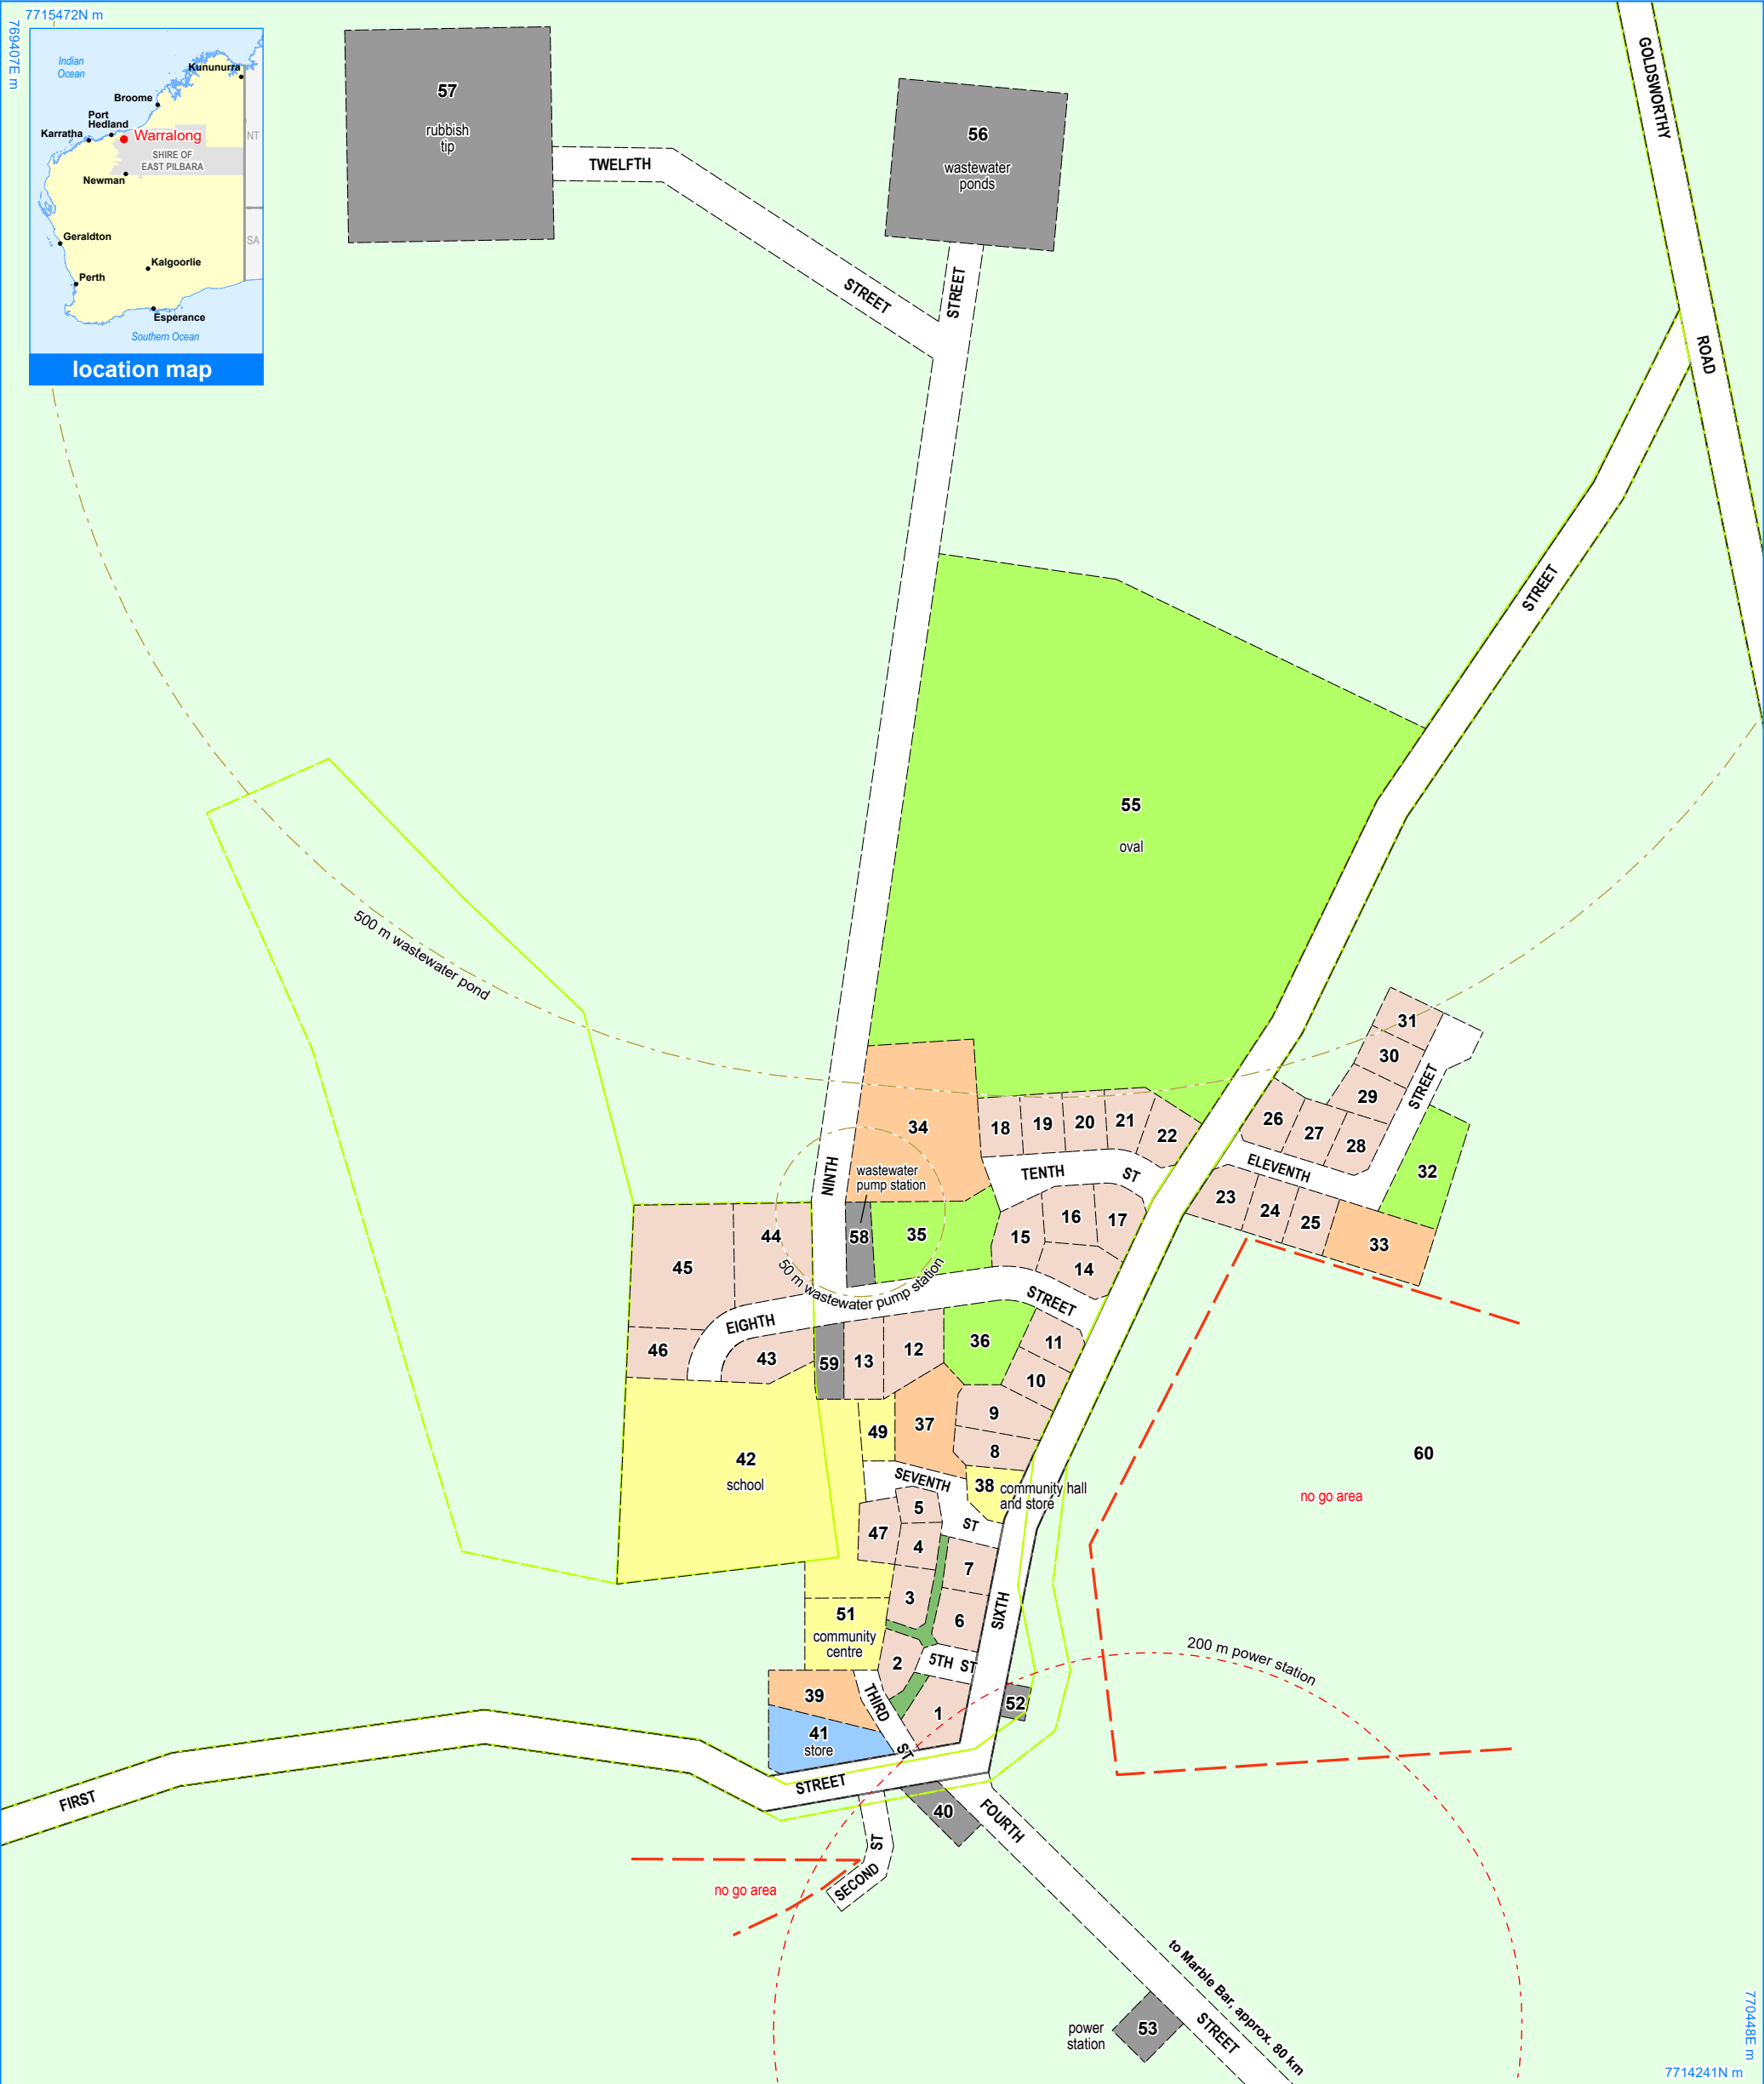 7715472N m
769407E m
Indian
Ocean
Kununurra
Broome
Port
Hedland
Karratha
Warralong
NT
SHIRE OF
EAST PILBARA
Newman
Geraldton
SA
Kalgoorlie
Perth
Esperance
Southern Ocean
location map
57
rubbish
tip
56
wastewater
ponds
TWELFTH
STREET
STREET
GOLDSWORTHY
ROAD
STREET
55
oval
500 m wastewater pond
31
30
29
STREET
26
27
28
32
ELEVENTH
23
24
25
33
34
18
19
20
21
22
TENTH
ST
NINTH
wastewater
pump station
58
35
15
16
17
14
50 m wastewater pump station
44
45
46
43
EIGHTH
STREET
59
13
12
36
11
10
9
8
37
49
42
school
SEVENTH
ST
38
community hall
and store
60
no go area
5
47
4
7
3
6
SIXTH
51
community
centre
2
5TH ST
200 m power station
39
THIRD
ST
1
52
41
store
FIRST
STREET
40
FOURTH
ST
SECOND
no go area
to Marble Bar, approx. 80 km
STREET
power
station
53
770448E m
7714241N m